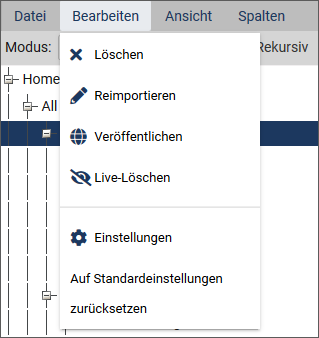 Datei Bearbeiten Ansicht Spalten
Modus: Rekursiv
Home
All
Löschen
Reimportieren
Veröffentlichen
Live-Löschen
Einstellungen
Auf Standardeinstellungen
zurücksetzen